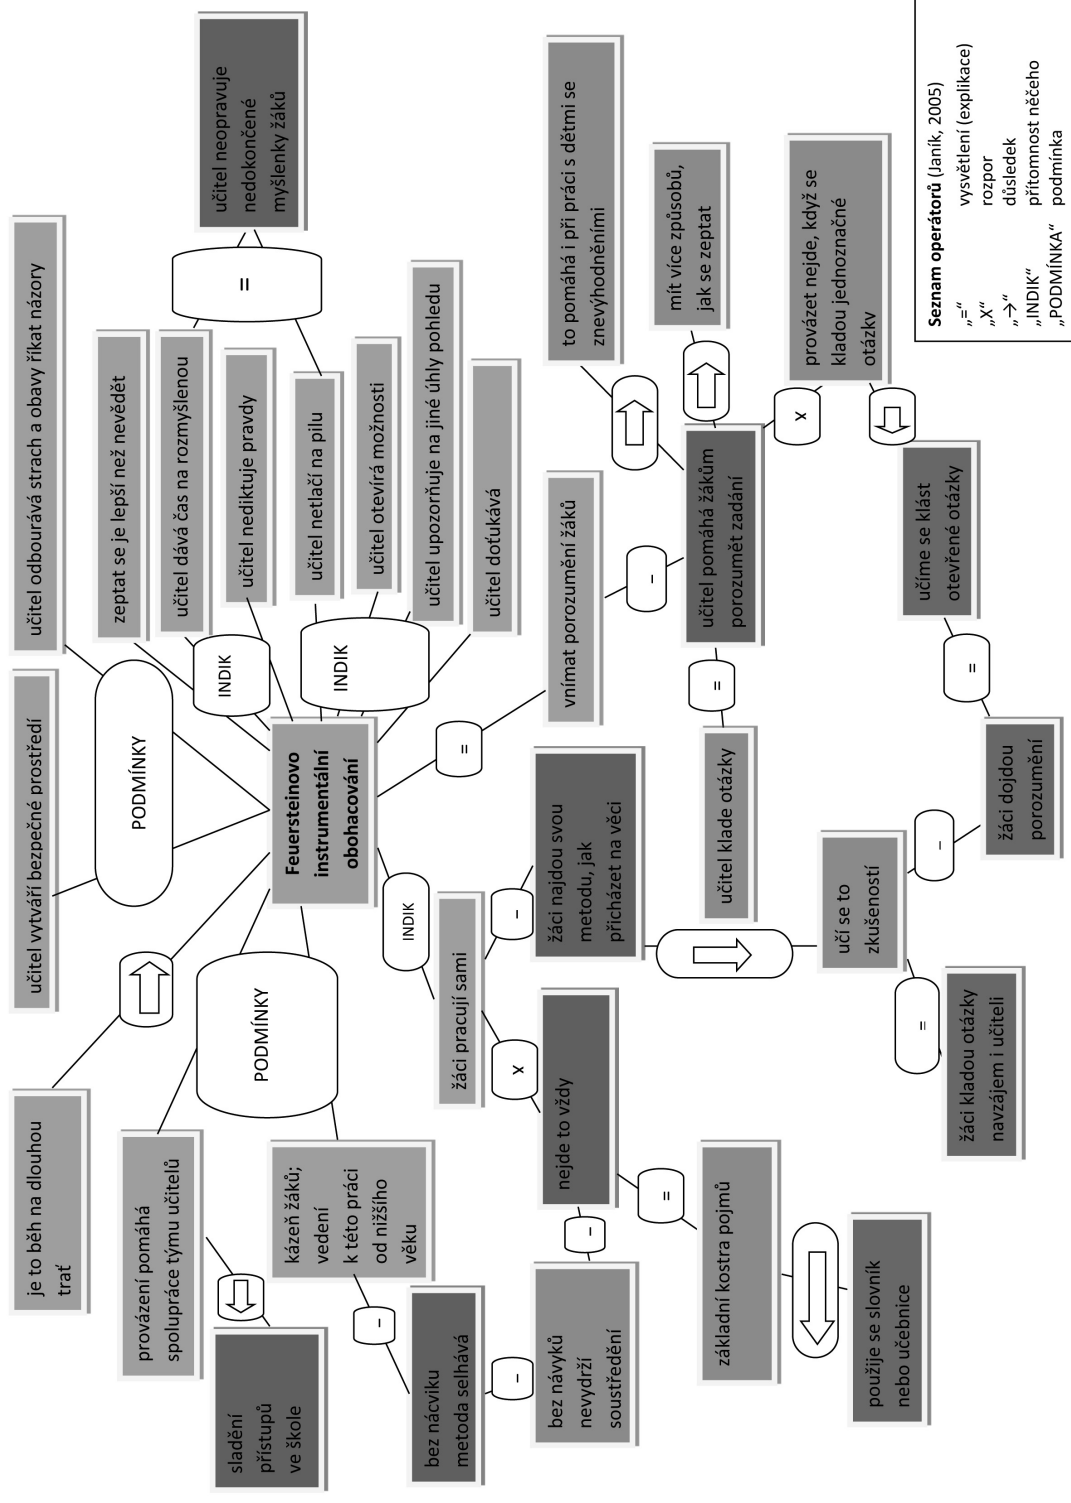 je to běh na dlouhou
trať
učitel vytváří bezpečné prostředí
učitel odbourává strach a obavy říkat názory
zeptat se je lepší než nevědět
provázení pomáhá
spolupráce týmu učitelů
PODMÍNKY
učitel dává čas na rozmyšlenou
učitel neopravuje
nedokončené
myšlenky žáků
sladění
přístupů
ve škole
PODMÍNKY
INDIK
učitel nediktuje pravdy
=
kázeň žáků;
vedení
k této práci
od nižšího
věku
Feuersteinovo
instrumentální
obohacování
učitel netlačí na pilu
INDIK
učitel otevírá možnosti
–
INDIK
učitel upozorňuje na jiné úhly pohledu
bez nácviku
metoda selhává
žáci pracují sami
=
učitel doťukává
–
x
–
bez návyků
nevydrží
soustředění
–
nejde to vždy
žáci najdou svou
metodu, jak
přicházet na věci
vnímat porozumění žáků
to pomáhá i při práci s dětmi se
znevýhodněními
=
–
mít více způsobů,
jak se zeptat
základní kostra pojmů
učitel klade otázky
=
učitel pomáhá žákům
porozumět zadání
x
provázet nejde, když se
kladou jednoznačné
otázky
použije se slovník
nebo učebnice
učí se to
zkušeností
=
–
=
učíme se klást
otevřené otázky
žáci kladou otázky
navzájem i učiteli
žáci dojdou
porozumění
Seznam operátorů (Janík, 2005)
„=“ vysvětlení (explikace)
„X“ rozpor
„→“ důsledek
„INDIK“ přítomnost něčeho
„PODMÍNKA“ podmínka